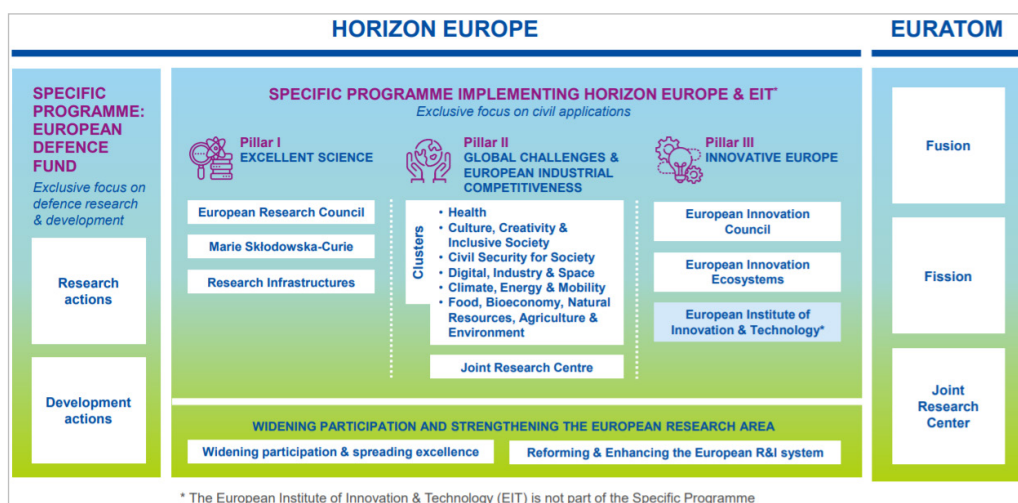 HORIZON EUROPE
EURATOM
SPECIFIC
PROGRAMME:
EUROPEAN
DEFENCE
FUND
Exclusive focus on
defence research
& development
Research
actions
Development
actions
SPECIFIC PROGRAMME IMPLEMENTING HORIZON EUROPE & EIT*
Exclusive focus on civil applications
Pillar I
EXCELLENT SCIENCE
European Research Council
Marie Skłodowska-Curie
Research Infrastructures
Pillar II
GLOBAL CHALLENGES &
EUROPEAN INDUSTRIAL
COMPETITIVENESS
Clusters
• Health
• Culture, Creativity &
Inclusive Society
• Civil Security for Society
• Digital, Industry & Space
• Climate, Energy & Mobility
• Food, Bioeconomy, Natural
Resources, Agriculture &
Environment
Joint Research Centre
Pillar III
INNOVATIVE EUROPE
European Innovation
Council
European Innovation
Ecosystems
European Institute of
Innovation & Technology*
WIDENING PARTICIPATION AND STRENGTHENING THE EUROPEAN RESEARCH AREA
Widening participation & spreading excellence
Reforming & Enhancing the European R&I system
Fusion
Fission
Joint
Research
Center
* The European Institute of Innovation & Technology (EIT) is not part of the Specific Programme